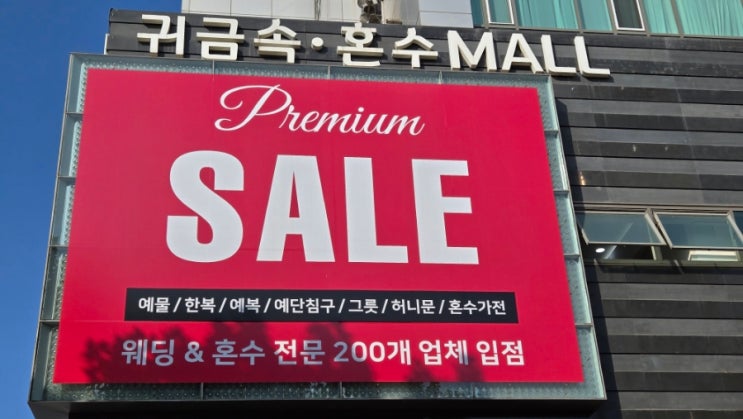 귀금속·혼수MALL
Premium
SALE
예물/한복/예복/예단침구/그릇/허니문/혼수가전
웨딩 & 혼수 전문 200개 업체 입점